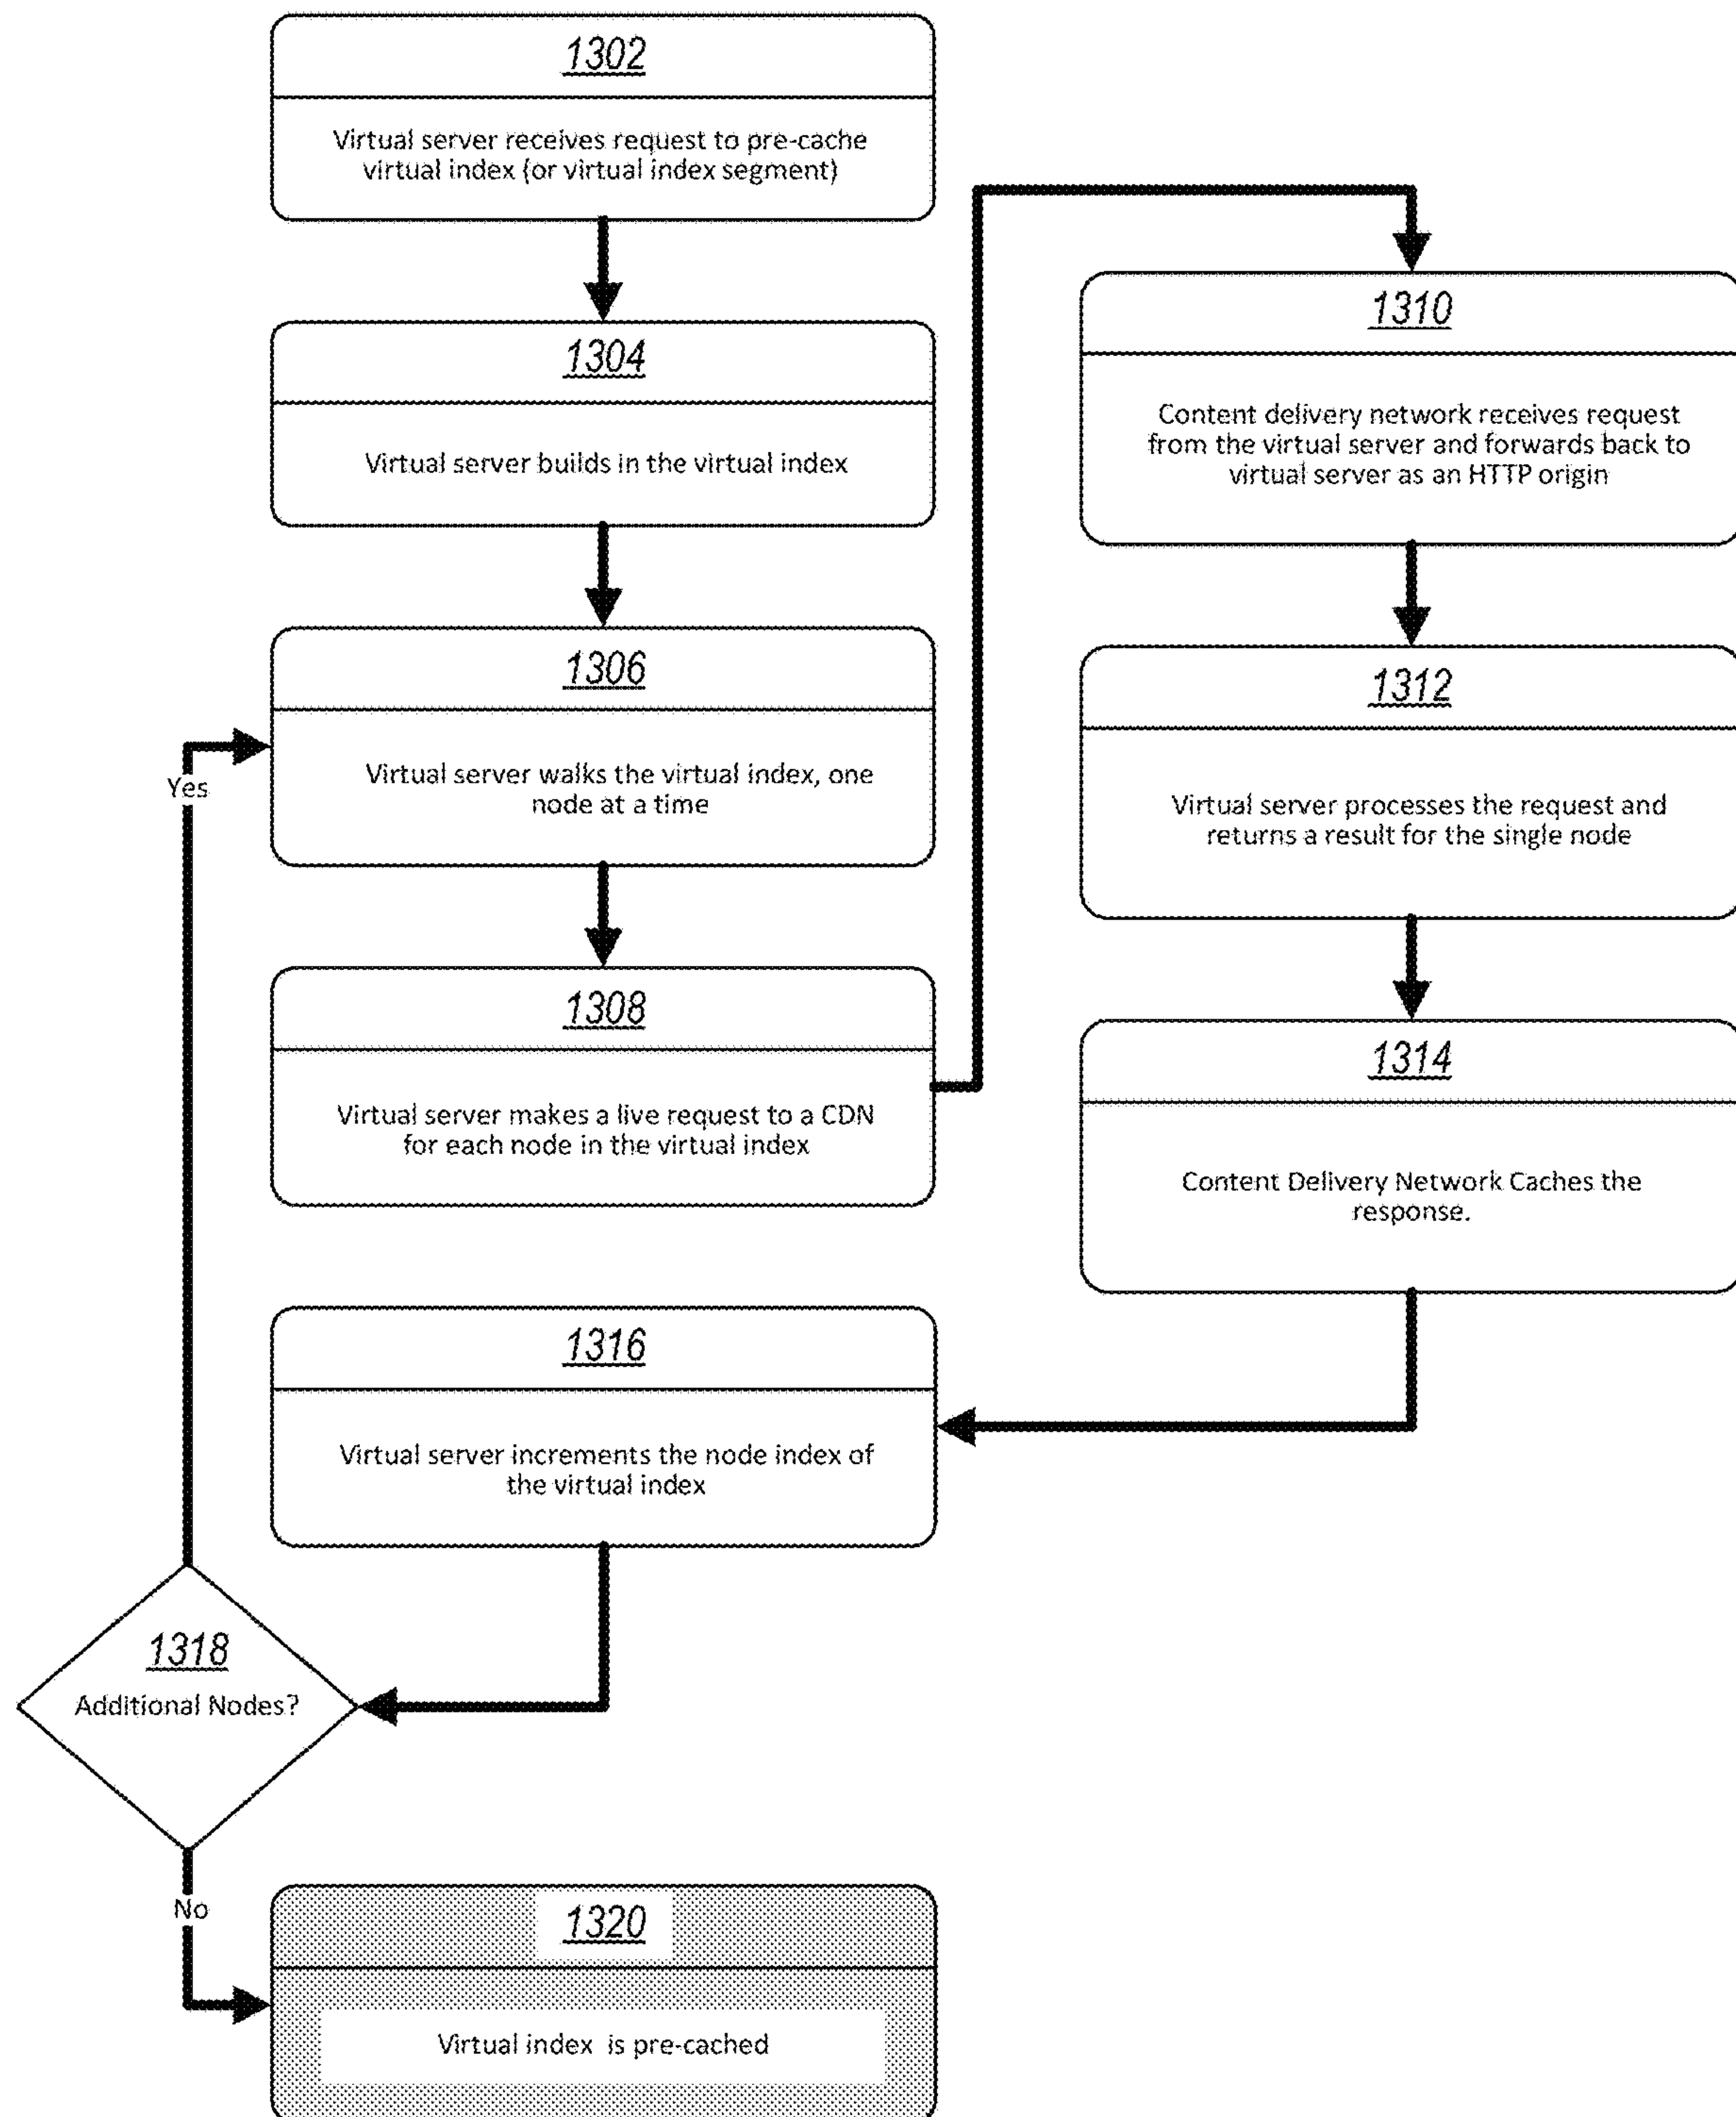 1302
Virtual server receives request to pre-cache
virtual index (or virtual index segment)
1304
Virtual server builds in the virtual index
1306
Virtual server walks the virtual index, one
node at a time
1308
Virtual server makes a live request to a CDN
for each node in the virtual index
1310
Content delivery network receives request
from the virtual server and forwards back to
virtual server as an HTTP origin
1312
Virtual server processes the request and
returns a result for the single node
1314
Content Delivery Network Caches the
response.
1316
Virtual server increments the node index of
the virtual index
1318
Additional Nodes?
Yes
No
1320
Virtual index is pre-cached